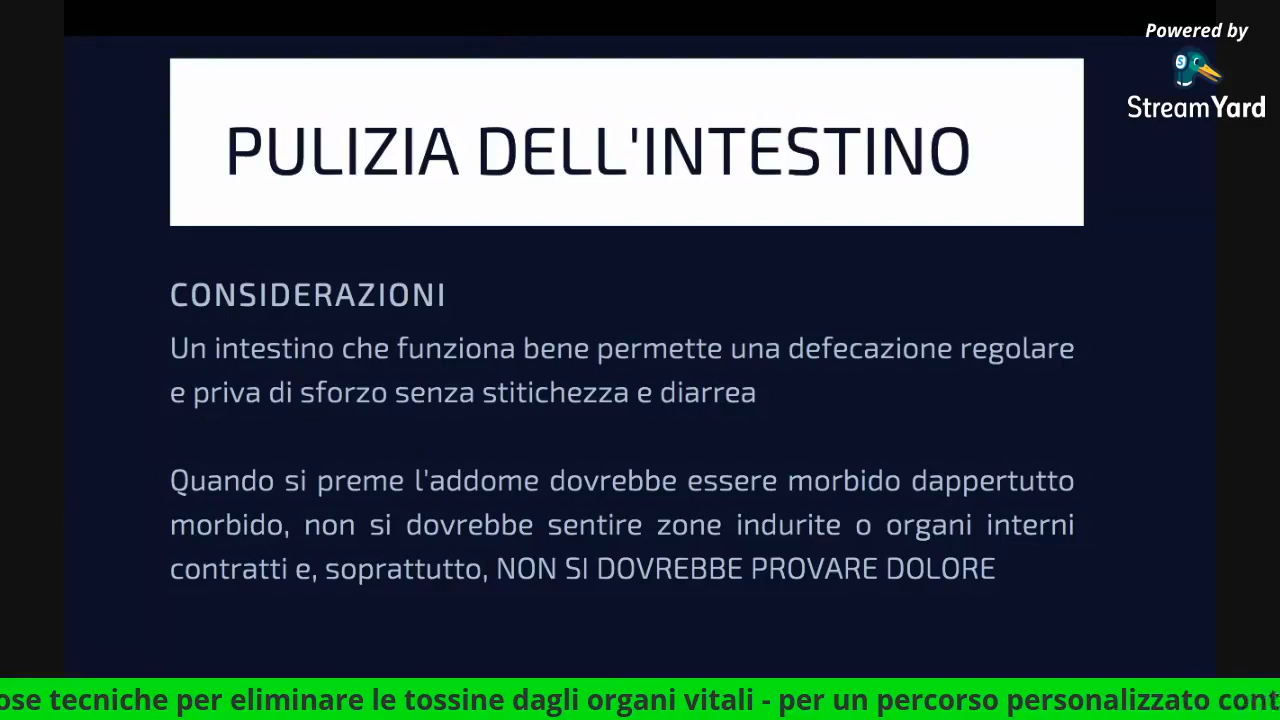 Powered by
StreamYard
PULIZIA DELL'INTESTINO
CONSIDERAZIONI
Un intestino che funziona bene permette una defecazione regolare
e priva di sforzo senza stitichezza e diarrea
Quando si preme l'addome dovrebbe essere morbido dappertutto
morbido, non si dovrebbe sentire zone indurite o organi interni
contratti e, soprattutto, NON SI DOVREBBE PROVARE DOLORE
ose tecniche per eliminare le tossine dagli organi vitali - per un percorso personalizzato cont